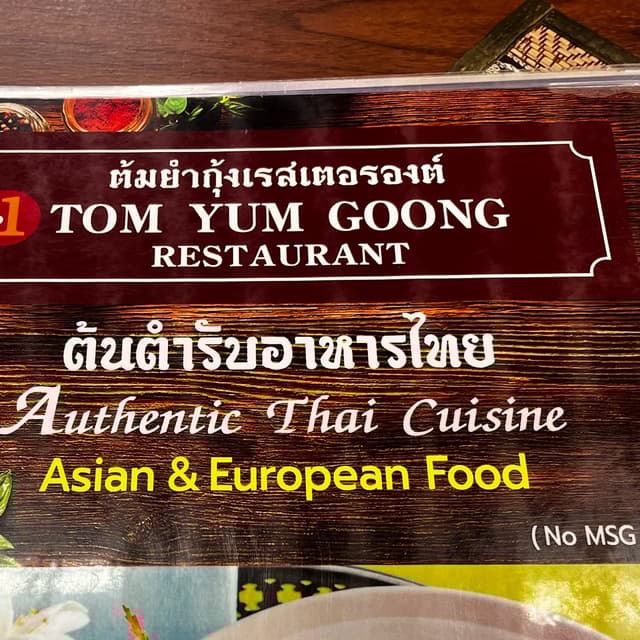 ต้มยำกุ้งเรสเตอรองต์
1 TOM YUM GOONG
RESTAURANT
ต้นตำรับอาหารไทย
Authentic Thai Cuisine
Asian & European Food
(No MSG